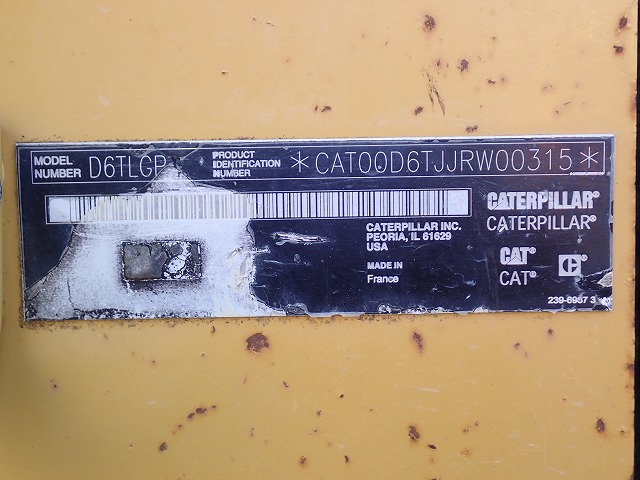 MODEL NUMBER D6TLGP PRODUCT IDENTIFICATION NUMBER *CAT00D6TJJRW00315*
CATERPILLAR®
CATERPILLAR®
CATERPILLAR INC.
PEORIA, IL 61629
USA
CAT®
MADE IN
France
CAT®
C®
239-6957 3